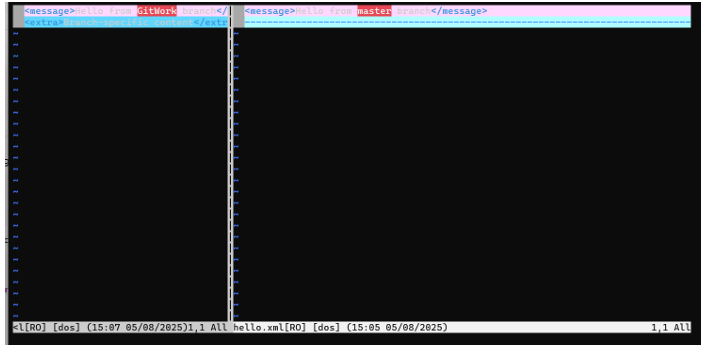 <message>Hello from GitWork branch</
<extra>Branch-specific content</extr
<l[RO] [dos] (15:07 05/08/2025)1,1 All
<message>Hello from master branch</message>
hello.xml[RO] [dos] (15:05 05/08/2025) 1,1 All